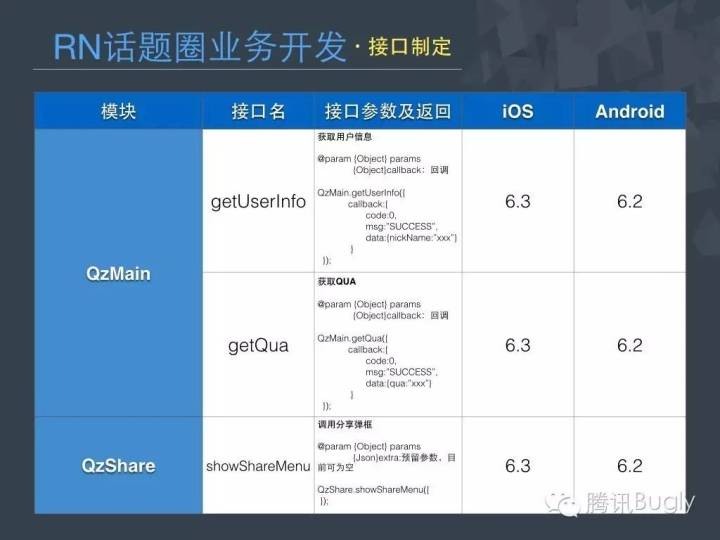 RN话题圈业务开发 · 接口制定
模块 接口名 接口参数及返回 iOS Android
QzMain
getUserInfo
获取用户信息
@param {Object} params
{Object}callback：回调
QzMain.getUserInfo({
callback:{
code:0,
msg:"SUCCESS",
data:{nickName:"xxx"}
}
});
6.3
6.2
getQua
获取QUA
@param {Object} params
{Object}callback：回调
QzMain.getQua({
callback:{
code:0,
msg:"SUCCESS",
data:{qua:"xxx"}
}
});
6.3
6.2
QzShare
showShareMenu
调用分享弹框
@param {Object} params
{Json}extra:预留参数，目
前可为空
QzShare.showShareMenu({
});
6.3
6.2
腾讯Bugly